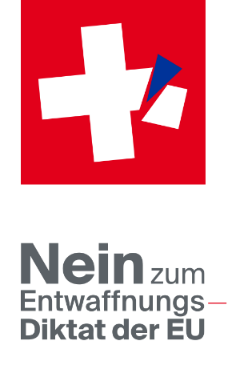 Nein zum
Entwaffnungs-
Diktat der EU